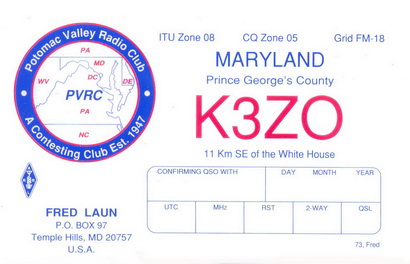 ITU Zone 08 CQ Zone 05 Grid FM-18
Potomac Valley Radio Club
A Contesting Club Est. 1947
PA
MD
WV
DC
DE
PVRC
PA
NC
MARYLAND
Prince George's County
K3ZO
11 Km SE of the White House
CONFIRMING QSO WITH DAY MONTH YEAR
UTC MHz RST 2-WAY QSL
FRED LAUN
P.O. BOX 97
Temple Hills, MD 20757
U.S.A.
73, Fred